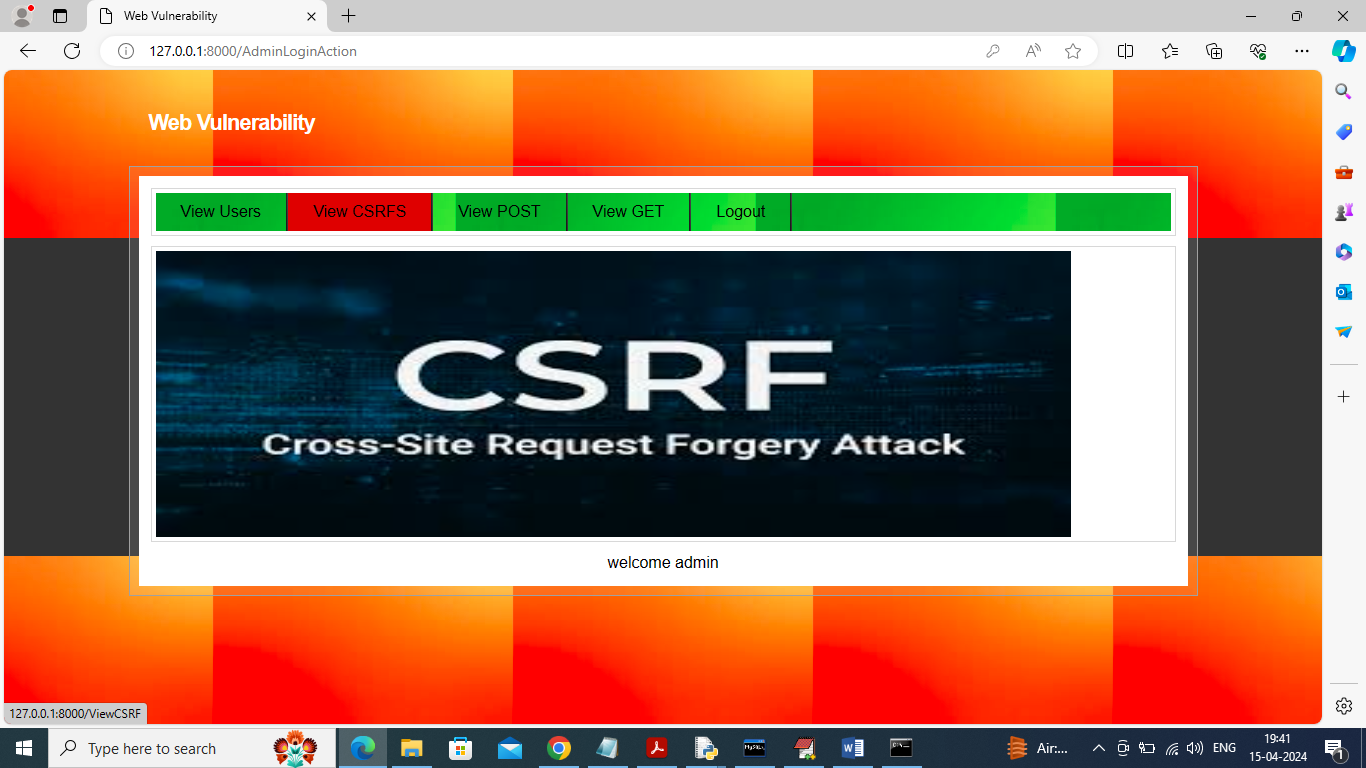 Web Vulnerability
127.0.0.1:8000/AdminLoginAction
Web Vulnerability
View Users View CSRFS View POST View GET Logout
CSRF
Cross-Site Request Forgery Attack
welcome admin
127.0.0.1:8000/ViewCSRF
Type here to search
Air:...
ENG
19:41
15-04-2024
1